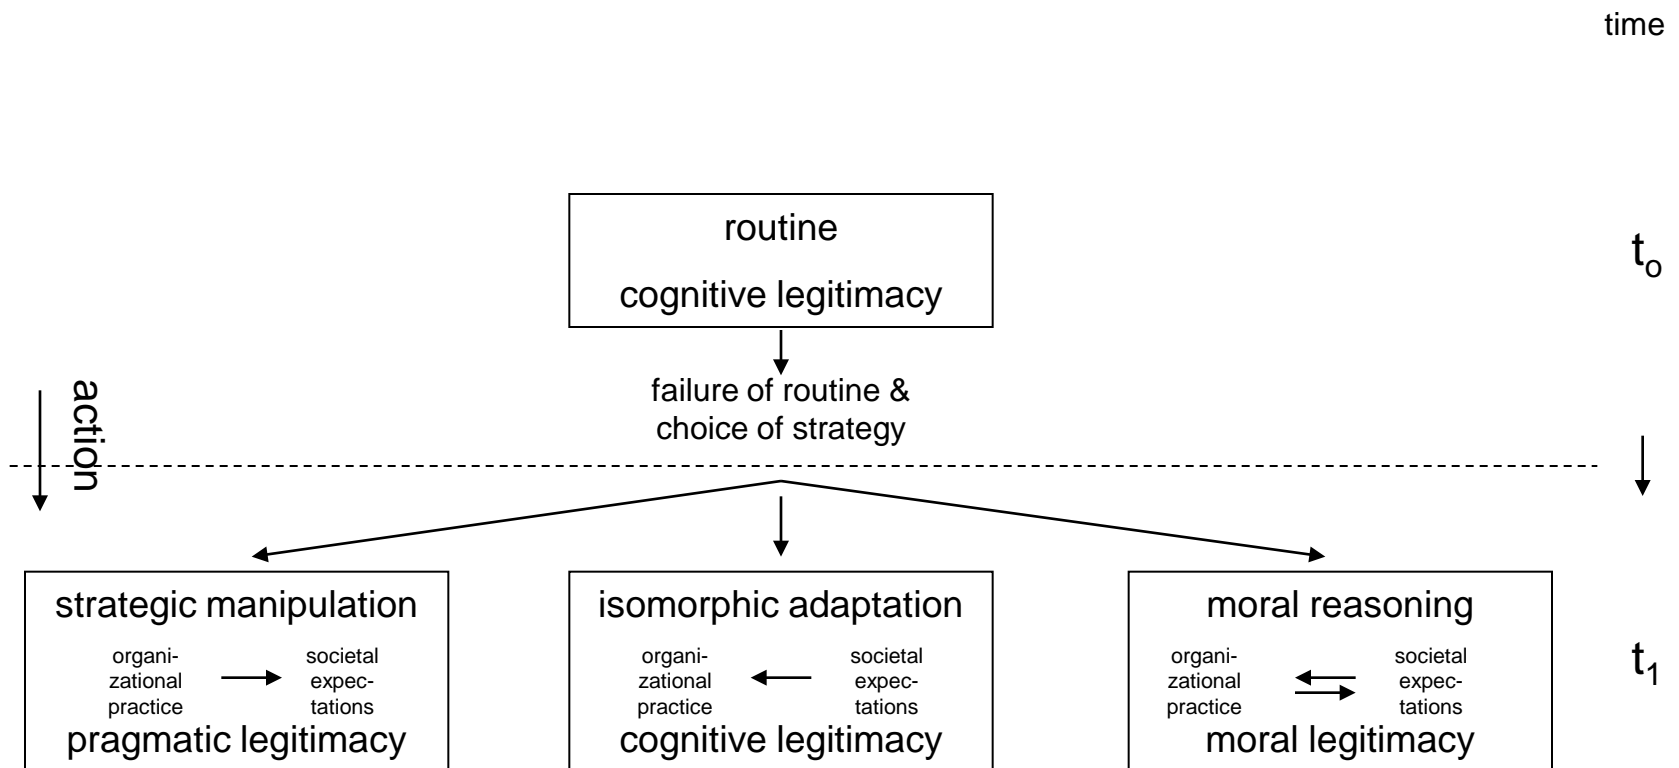 time
routine
cognitive legitimacy
t₀
failure of routine &
choice of strategy
action
strategic manipulation
organi-
zational
practice
societal
expec-
tations
pragmatic legitimacy
isomorphic adaptation
organi-
zational
practice
societal
expec-
tations
cognitive legitimacy
moral reasoning
organi-
zational
practice
societal
expec-
tations
moral legitimacy
t₁